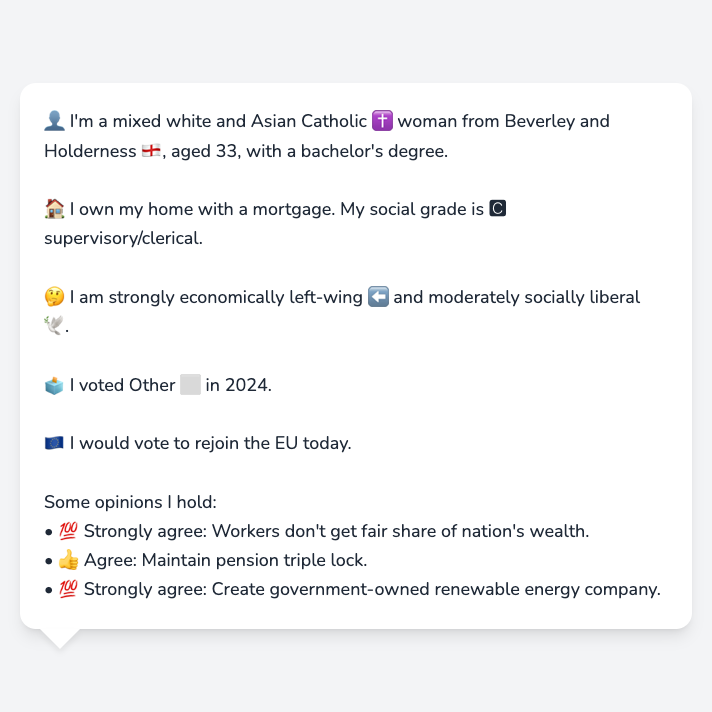 👤 I'm a mixed white and Asian Catholic ✝️ woman from Beverley and
Holderness 🏴󠁧󠁢󠁥󠁮󠁧󠁿, aged 33, with a bachelor's degree.
🏠 I own my home with a mortgage. My social grade is 🅲
supervisory/clerical.
🤔 I am strongly economically left-wing ⬅️ and moderately socially liberal
🕊️.
🗳️ I voted Other ⬜ in 2024.
🇪🇺 I would vote to rejoin the EU today.
Some opinions I hold:
• 💯 Strongly agree: Workers don't get fair share of nation's wealth.
• 👍 Agree: Maintain pension triple lock.
• 💯 Strongly agree: Create government-owned renewable energy company.